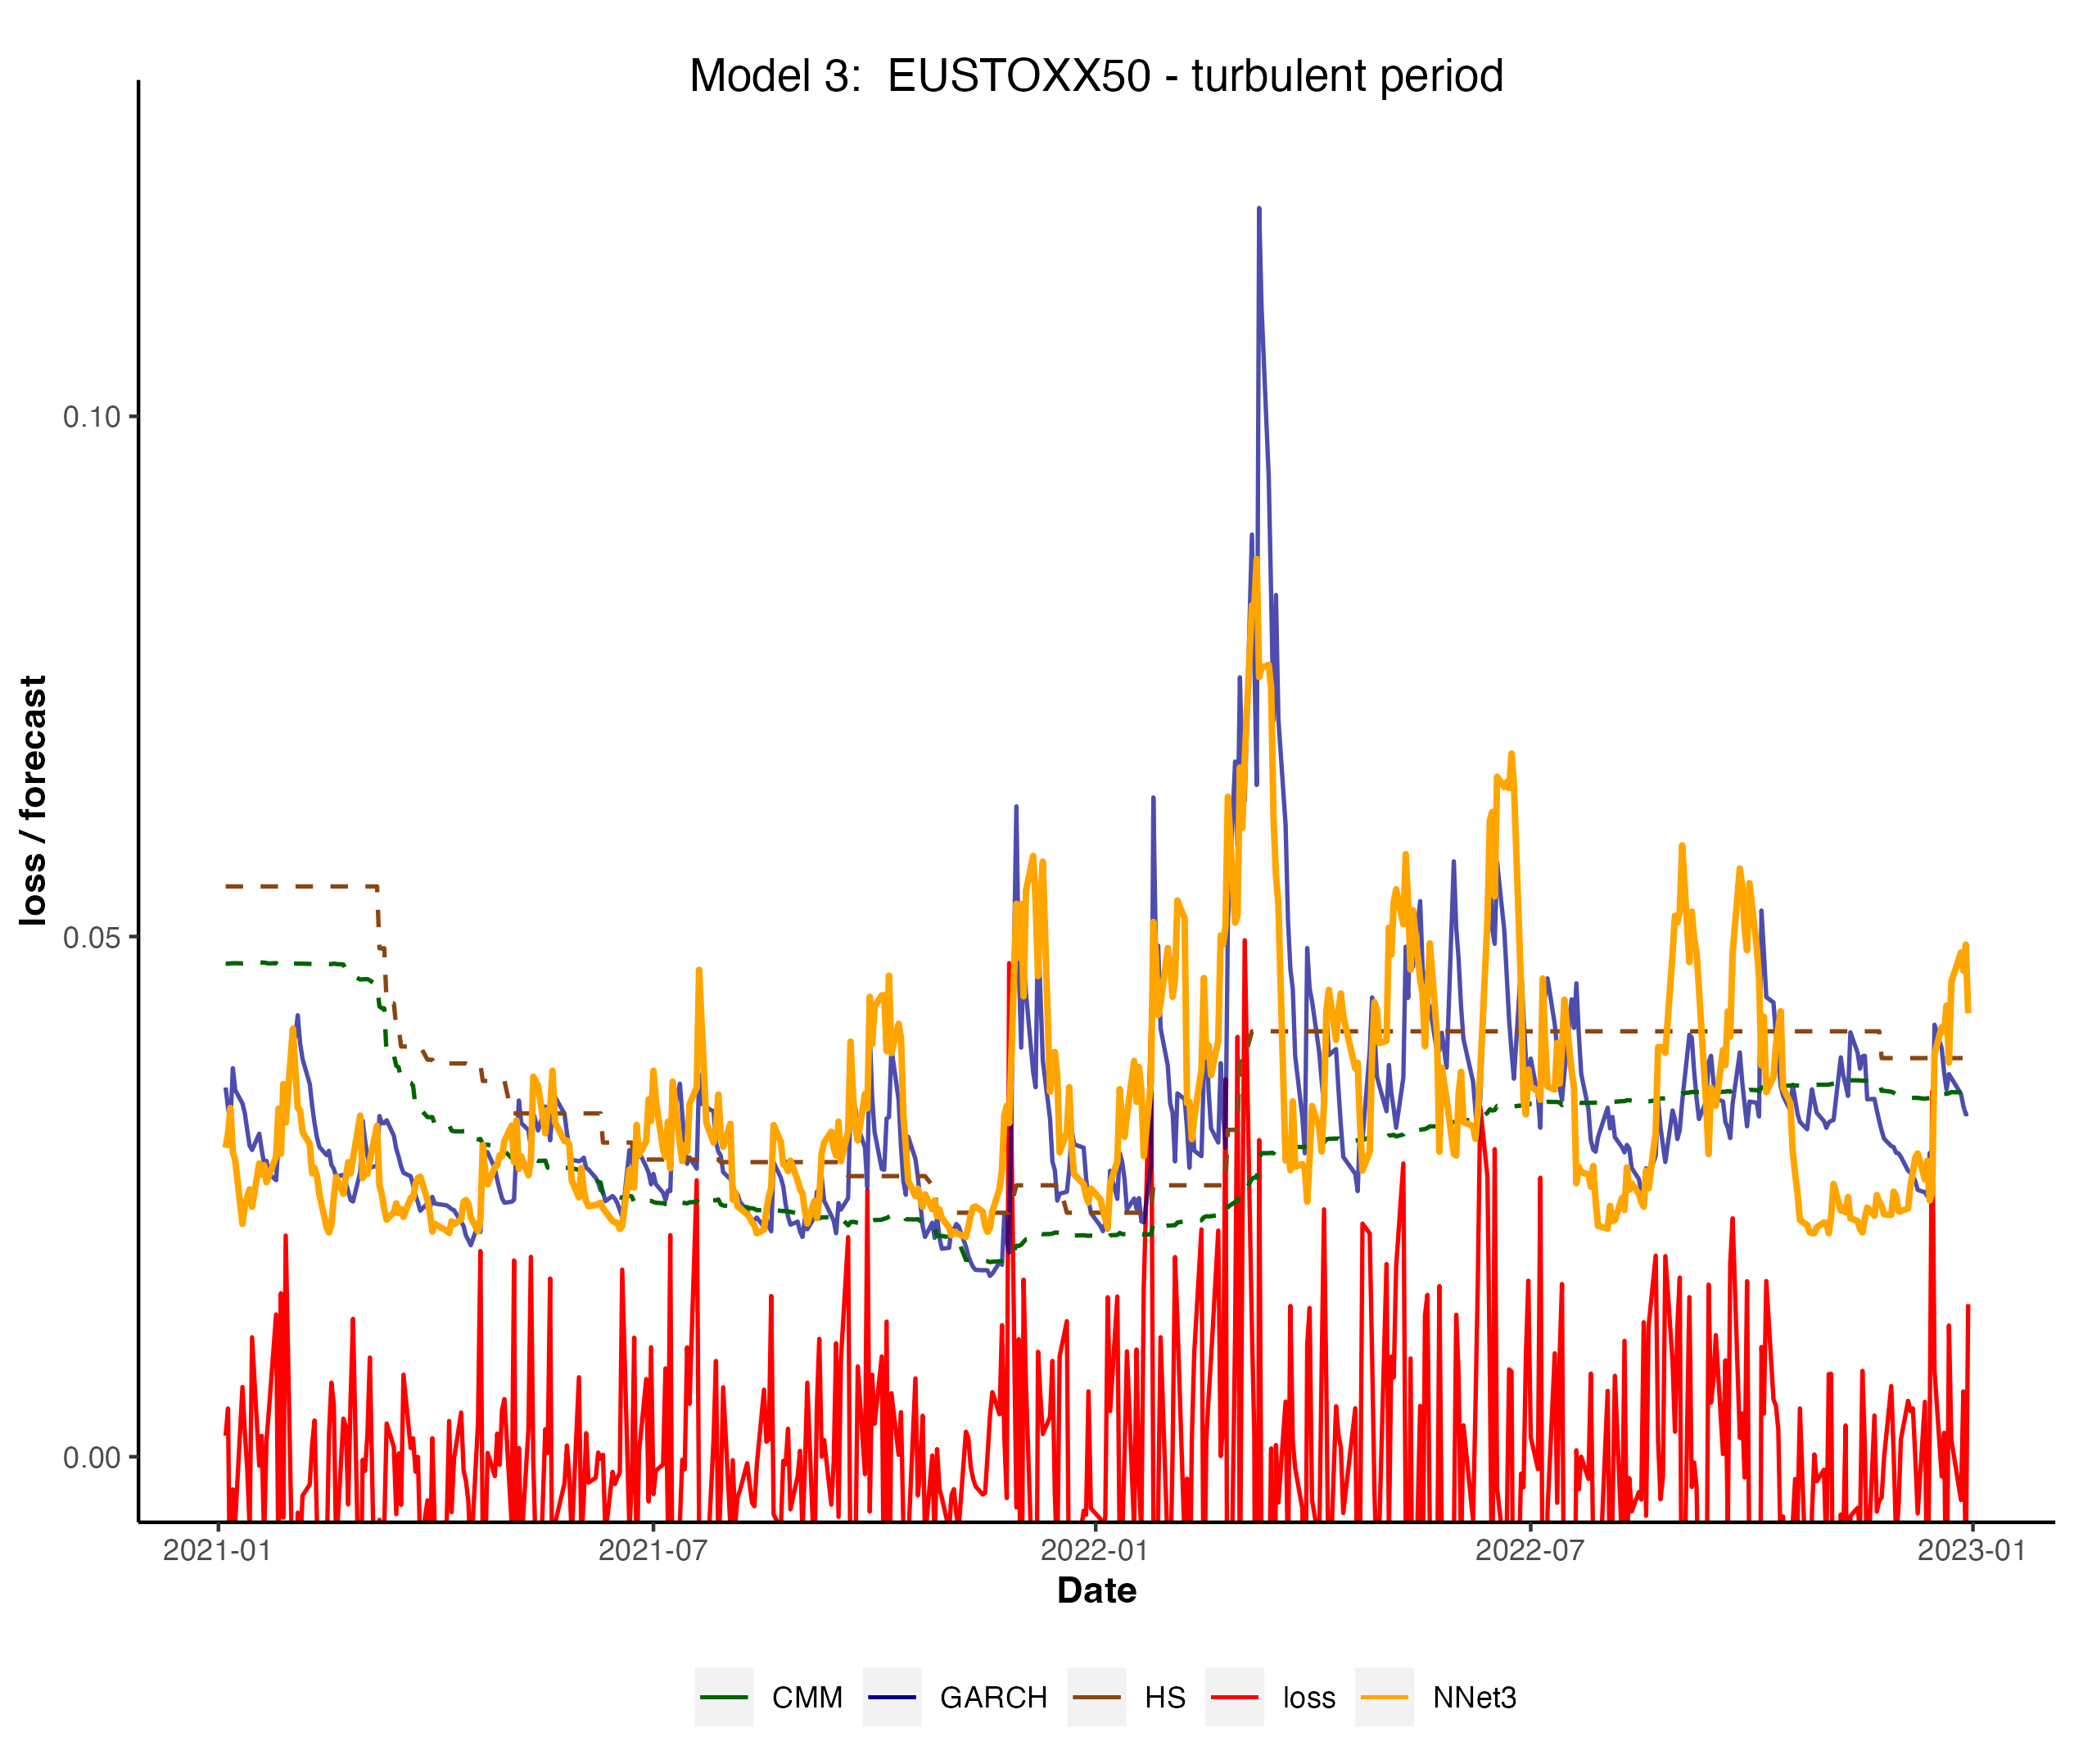 Model 3:  EUSTOXX50 - turbulent period
loss / forecast
0.10
0.05
0.00
2021-01 2021-07 2022-01 2022-07 2023-01
Date
CMM GARCH HS loss NNet3